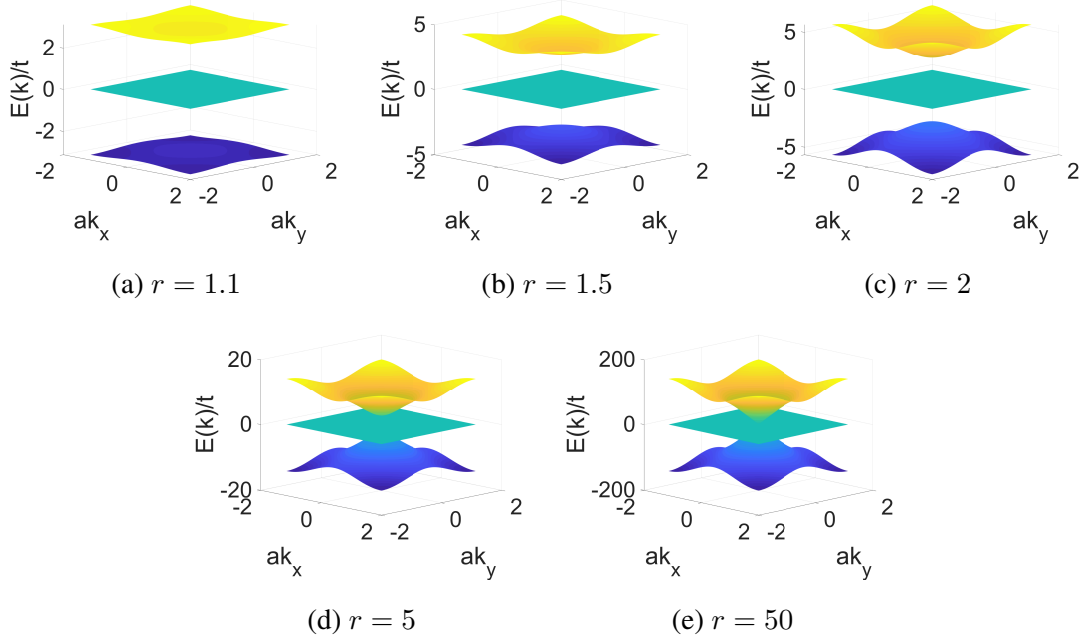 E(k)/t
2
0
-2
-2
0
2
-2
0
2
ak_x
ak_y
(a) r = 1.1
E(k)/t
5
0
-5
-2
0
2
-2
0
2
ak_x
ak_y
(b) r = 1.5
E(k)/t
5
0
-5
-2
0
2
-2
0
2
ak_x
ak_y
(c) r = 2
E(k)/t
20
0
-20
-2
0
2
-2
0
2
ak_x
ak_y
(d) r = 5
E(k)/t
200
0
-200
-2
0
2
-2
0
2
ak_x
ak_y
(e) r = 50